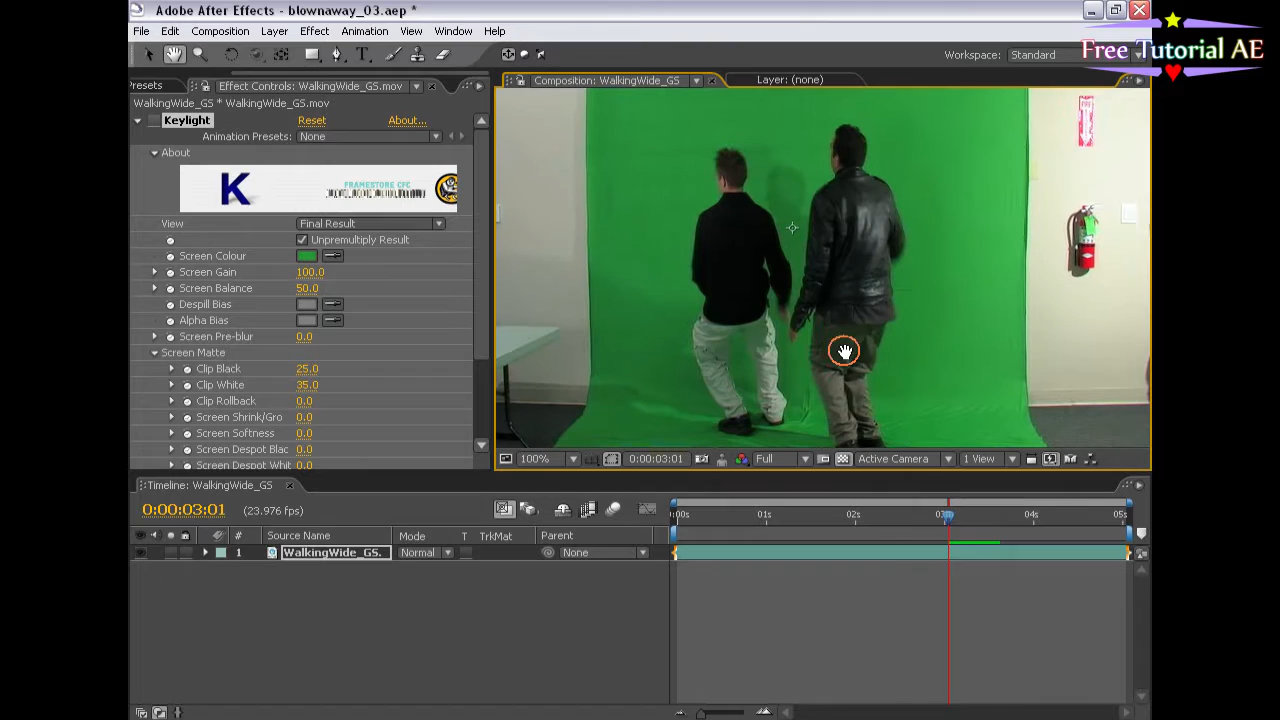 Adobe After Effects - blownaway_03.aep *
File Edit Composition Layer Effect Animation View Window Help
Free Tutorial AE
Workspace: Standard
Presets
Effect Controls: WalkingWide_GS.mov
Composition: WalkingWide_GS
Layer: (none)
WalkingWide_GS * WalkingWide_GS.mov
Keylight Reset About...
Animation Presets: None
About
K FRAMESTORE CFC
View Final Result
Unpremultiply Result
Screen Colour
Screen Gain 100.0
Screen Balance 50.0
Despill Bias
Alpha Bias
Screen Pre-blur 0.0
Screen Matte
Clip Black 25.0
Clip White 35.0
Clip Rollback 0.0
Screen Shrink/Gro 0.0
Screen Softness 0.0
Screen Despot Blac 0.0
Screen Despot Whit 0.0
100% 0:00:03:01 Full Active Camera 1 View
Timeline: WalkingWide_GS
0:00:03:01 (23.976 fps)
:00s 01s 02s 03s 04s 05s
# Source Name Mode T TrkMat Parent
1 WalkingWide_GS. Normal None